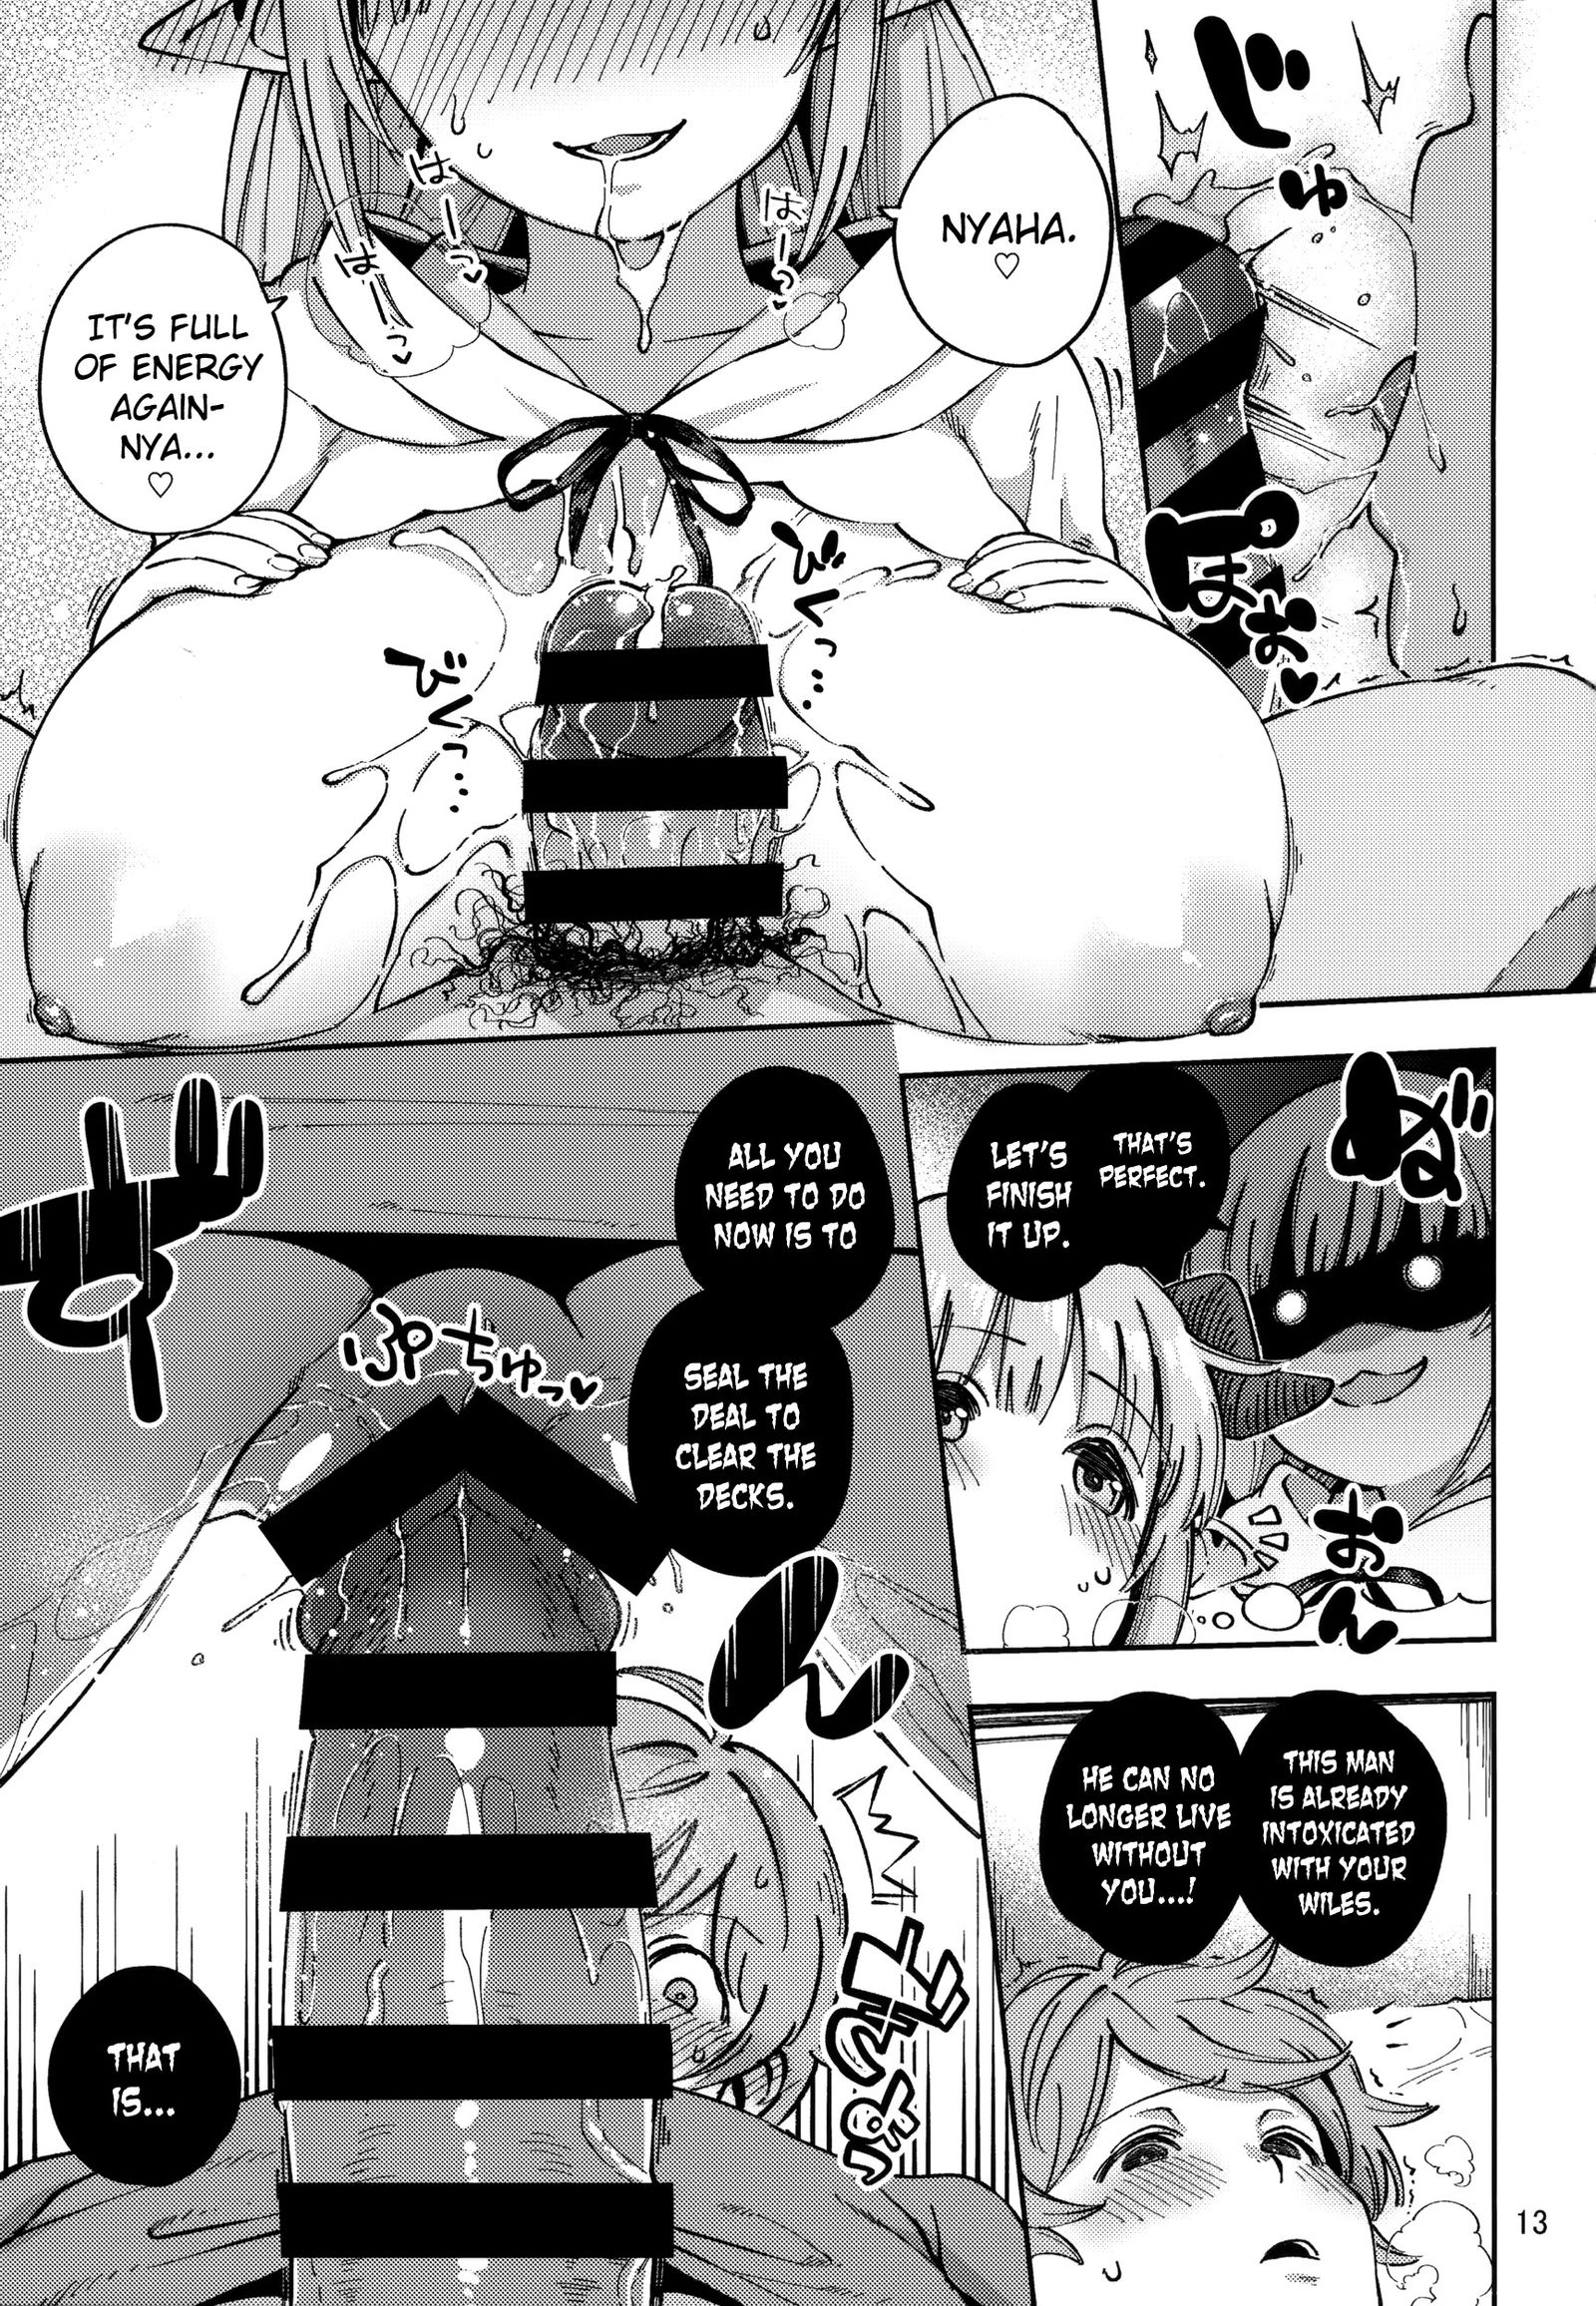 じゅ
ぽぉ♥
NYAHA.
♡
はーっ♥
はーっ♥
はーっ♥
IT'S FULL
OF ENERGY
AGAIN-
NYA...
♡
びくっ…
びくっ…
ぬ
おん
THAT'S
PERFECT.
LET'S
FINISH
IT UP.
THIS MAN
IS ALREADY
INTOXICATED
WITH YOUR
WILES.
HE CAN NO
LONGER LIVE
WITHOUT
YOU...!
ALL YOU
NEED TO DO
NOW IS TO
SEAL THE
DEAL TO
CLEAR THE
DECKS.
ぷちゅっ♥
ず
ん
THAT
IS...
13